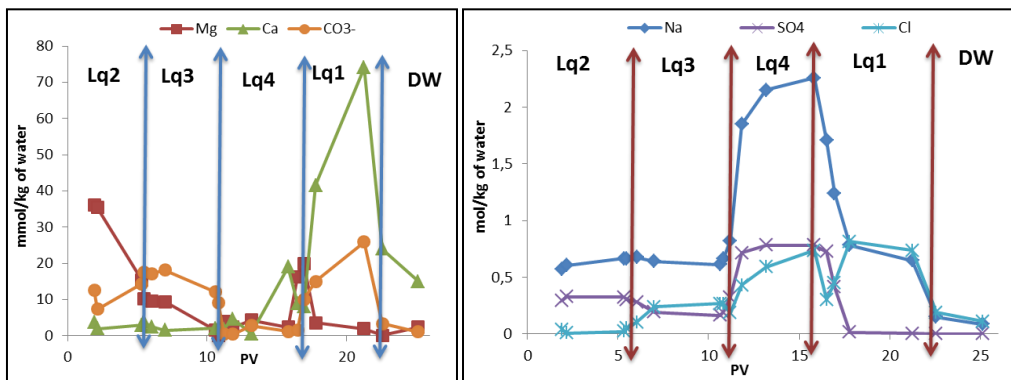 Mg Ca CO3-
80
70
60
50
40
30
20
10
0
mmol/kg of water
Lq2 Lq3 Lq4 Lq1 DW
0 10 20
PV
Na SO4 Cl
2,5
2
1,5
1
0,5
0
mol/kg of water
Lq2 Lq3 Lq4 Lq1 DW
0 5 10 15 20 25
PV